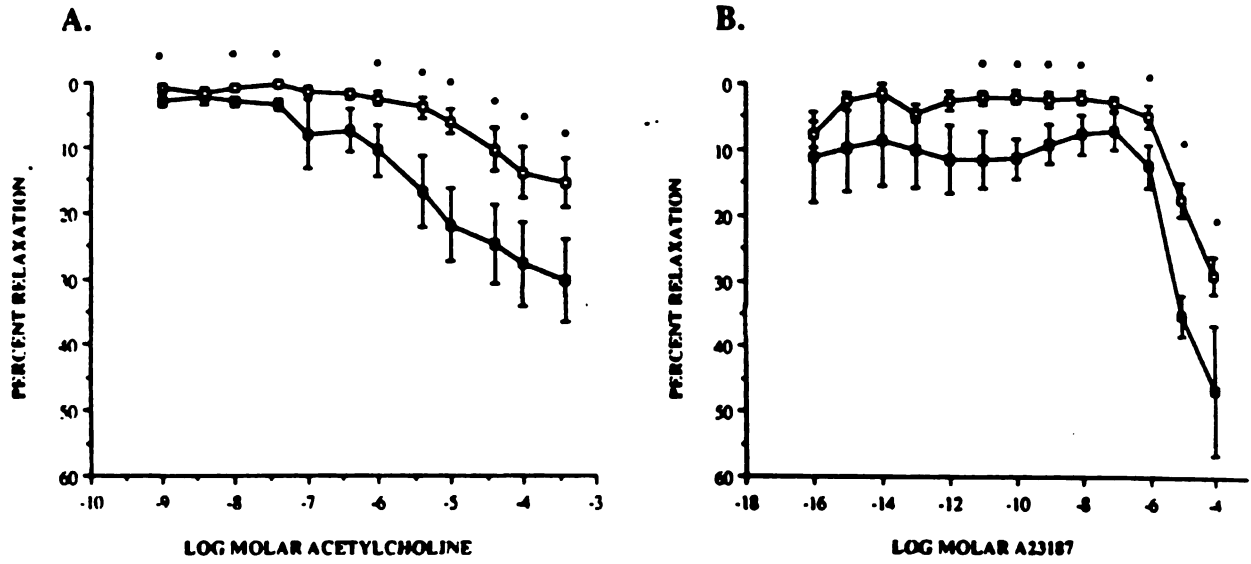 A.
PERCENT RELAXATION
0
10
20
30
40
50
60
-10 -9 -8 -7 -6 -5 -4 -3
LOG MOLAR ACETYLCHOLINE
B.
PERCENT RELAXATION
0
10
20
30
40
50
60
-18 -16 -14 -12 -10 -8 -6 -4
LOG MOLAR A23187